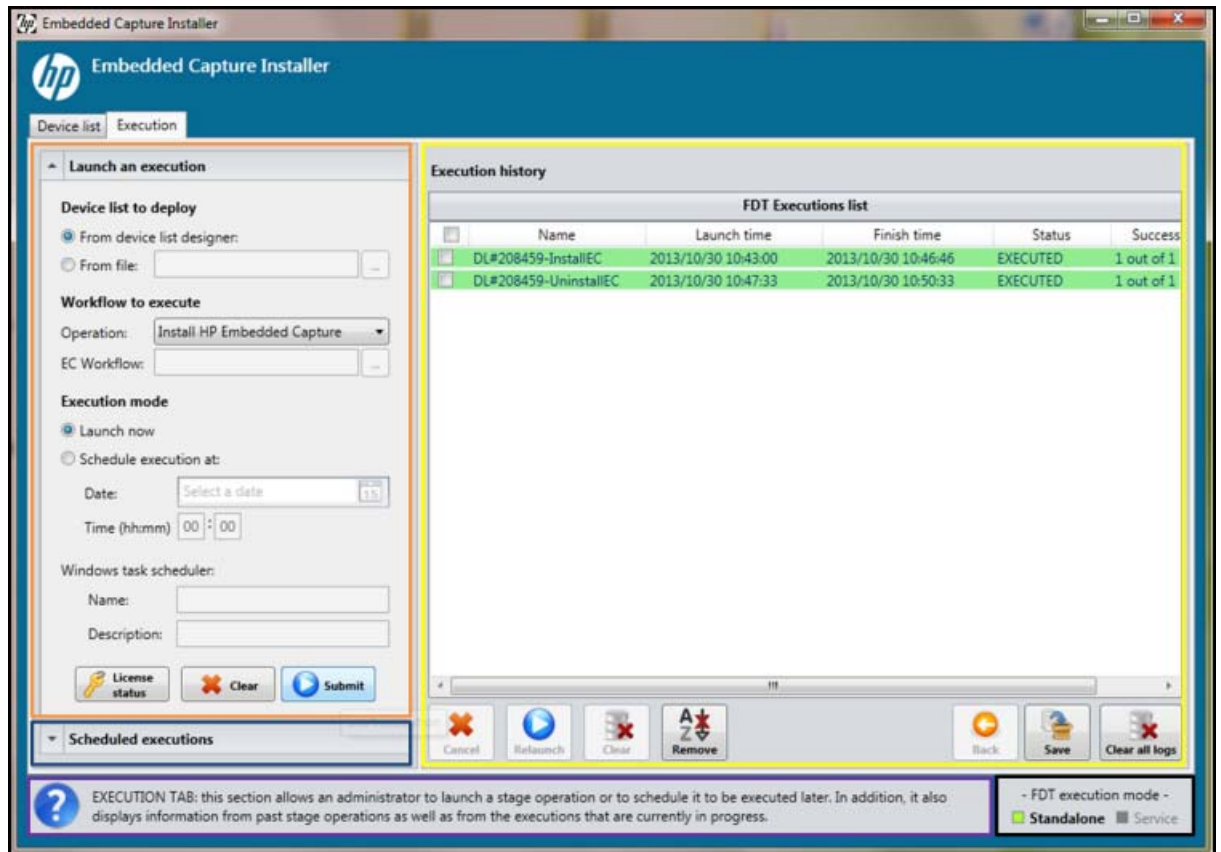 hp Embedded Capture Installer
hp Embedded Capture Installer
Device list Execution
Launch an execution
Device list to deploy
From device list designer:
From file: ...
Workflow to execute
Operation: Install HP Embedded Capture
EC Workflow: ...
Execution mode
Launch now
Schedule execution at:
Date: Select a date 15
Time (hh:mm) 00 : 00
Windows task scheduler:
Name:
Description:
License status
Clear
Submit
Scheduled executions
Execution history
FDT Executions list
Name Launch time Finish time Status Success
DL#208459-InstallEC 2013/10/30 10:43:00 2013/10/30 10:46:46 EXECUTED 1 out of 1
DL#208459-UninstallEC 2013/10/30 10:47:33 2013/10/30 10:50:33 EXECUTED 1 out of 1
Cancel
Relaunch
Clear
A Z
Remove
Back
Save
Clear all logs
? EXECUTION TAB: this section allows an administrator to launch a stage operation or to schedule it to be executed later. In addition, it also
displays information from past stage operations as well as from the executions that are currently in progress.
- FDT execution mode -
Standalone Service